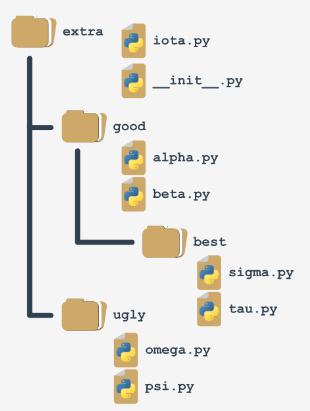 extra
iota.py
__init__.py
good
alpha.py
beta.py
best
sigma.py
tau.py
ugly
omega.py
psi.py